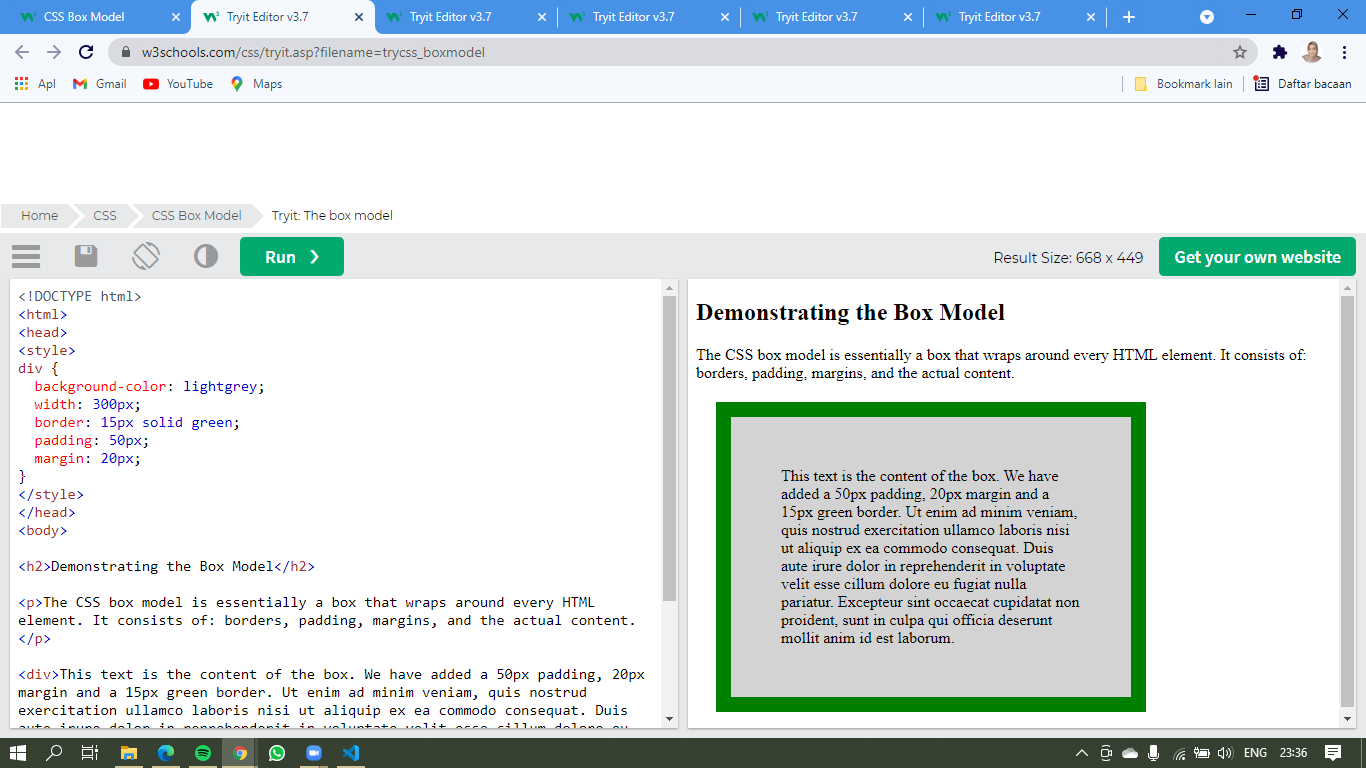 CSS Box Model
Tryit Editor v3.7
Tryit Editor v3.7
Tryit Editor v3.7
Tryit Editor v3.7
Tryit Editor v3.7
w3schools.com/css/tryit.asp?filename=trycss_boxmodel
Apl
Gmail
YouTube
Maps
Bookmark lain
Daftar bacaan
Home
CSS
CSS Box Model
Tryit: The box model
Run ❯
Result Size: 668 x 449
Get your own website
<!DOCTYPE html>
<html>
<head>
<style>
div {
  background-color: lightgrey;
  width: 300px;
  border: 15px solid green;
  padding: 50px;
  margin: 20px;
}
</style>
</head>
<body>

<h2>Demonstrating the Box Model</h2>

<p>The CSS box model is essentially a box that wraps around every HTML
element. It consists of: borders, padding, margins, and the actual content.
</p>

<div>This text is the content of the box. We have added a 50px padding, 20px
margin and a 15px green border. Ut enim ad minim veniam, quis nostrud
exercitation ullamco laboris nisi ut aliquip ex ea commodo consequat. Duis
aute irure dolor in reprehenderit in voluptate velit esse cillum dolore eu
Demonstrating the Box Model
The CSS box model is essentially a box that wraps around every HTML element. It consists of:
borders, padding, margins, and the actual content.
This text is the content of the box. We have
added a 50px padding, 20px margin and a
15px green border. Ut enim ad minim veniam,
quis nostrud exercitation ullamco laboris nisi
ut aliquip ex ea commodo consequat. Duis
aute irure dolor in reprehenderit in voluptate
velit esse cillum dolore eu fugiat nulla
pariatur. Excepteur sint occaecat cupidatat non
proident, sunt in culpa qui officia deserunt
mollit anim id est laborum.
ENG
23:36